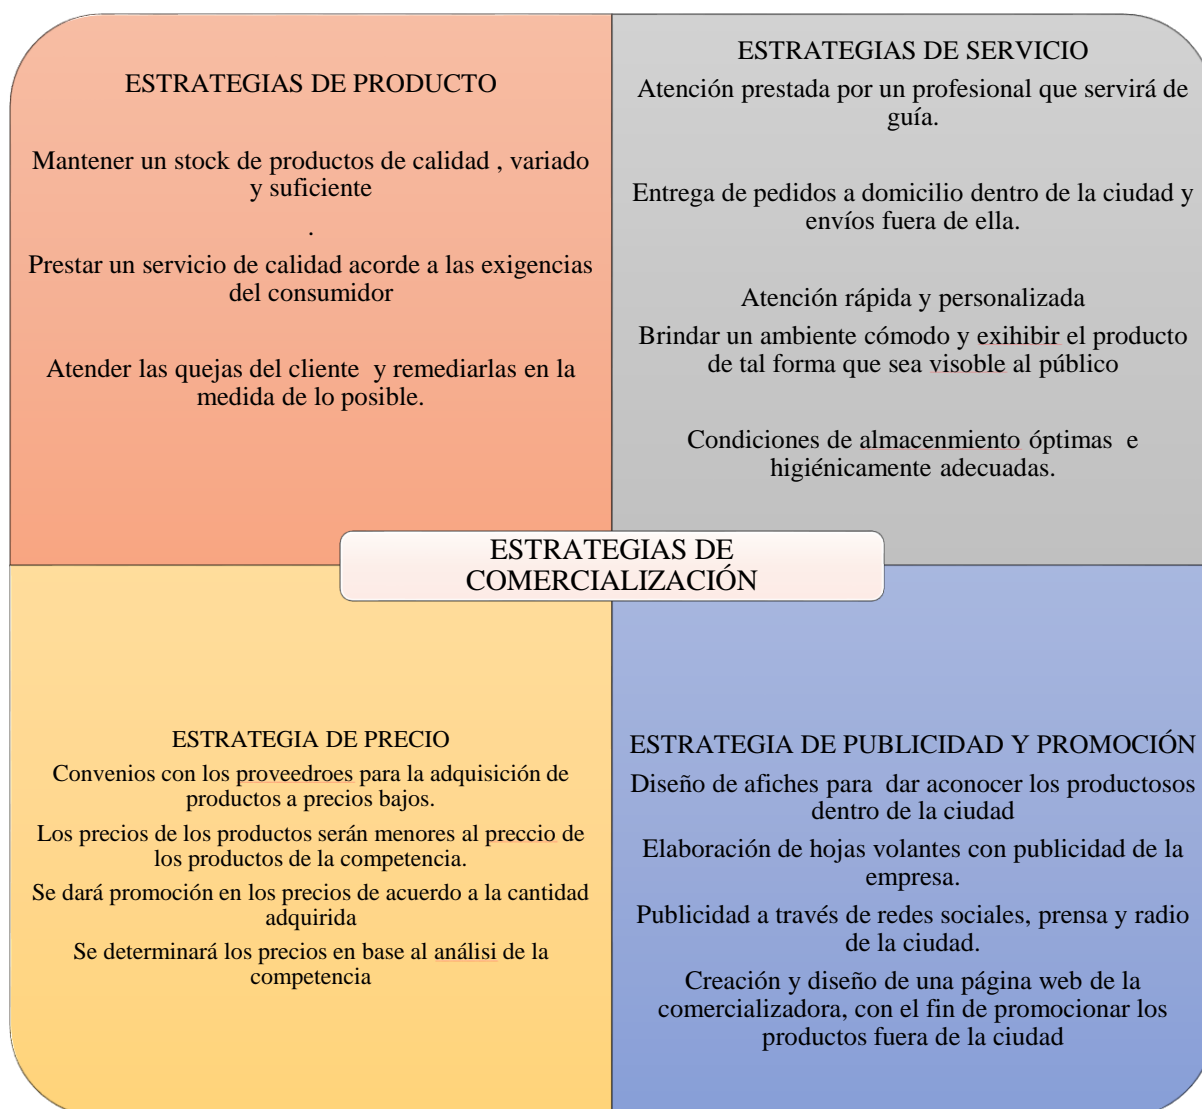 ESTRATEGIAS DE PRODUCTO
Mantener un stock de productos de calidad , variado
y suficiente
.
Prestar un servicio de calidad acorde a las exigencias
del consumidor
Atender las quejas del cliente  y remediarlas en la
medida de lo posible.
ESTRATEGIAS DE SERVICIO
Atención prestada por un profesional que servirá de
guía.
Entrega de pedidos a domicilio dentro de la ciudad y
envíos fuera de ella.
Atención rápida y personalizada
Brindar un ambiente cómodo y exihibir el producto
de tal forma que sea visoble al público
Condiciones de almacenmiento óptimas  e
higiénicamente adecuadas.
ESTRATEGIAS DE
COMERCIALIZACIÓN
ESTRATEGIA DE PRECIO
Convenios con los proveedroes para la adquisición de
productos a precios bajos.
Los precios de los productos serán menores al preccio de
los productos de la competencia.
Se dará promoción en los precios de acuerdo a la cantidad
adquirida
Se determinará los precios en base al análisi de la
competencia
ESTRATEGIA DE PUBLICIDAD Y PROMOCIÓN
Diseño de afiches para  dar aconocer los productosos
dentro de la ciudad
Elaboración de hojas volantes con publicidad de la
empresa.
Publicidad a través de redes sociales, prensa y radio
de la ciudad.
Creación y diseño de una página web de la
comercializadora, con el fin de promocionar los
productos fuera de la ciudad